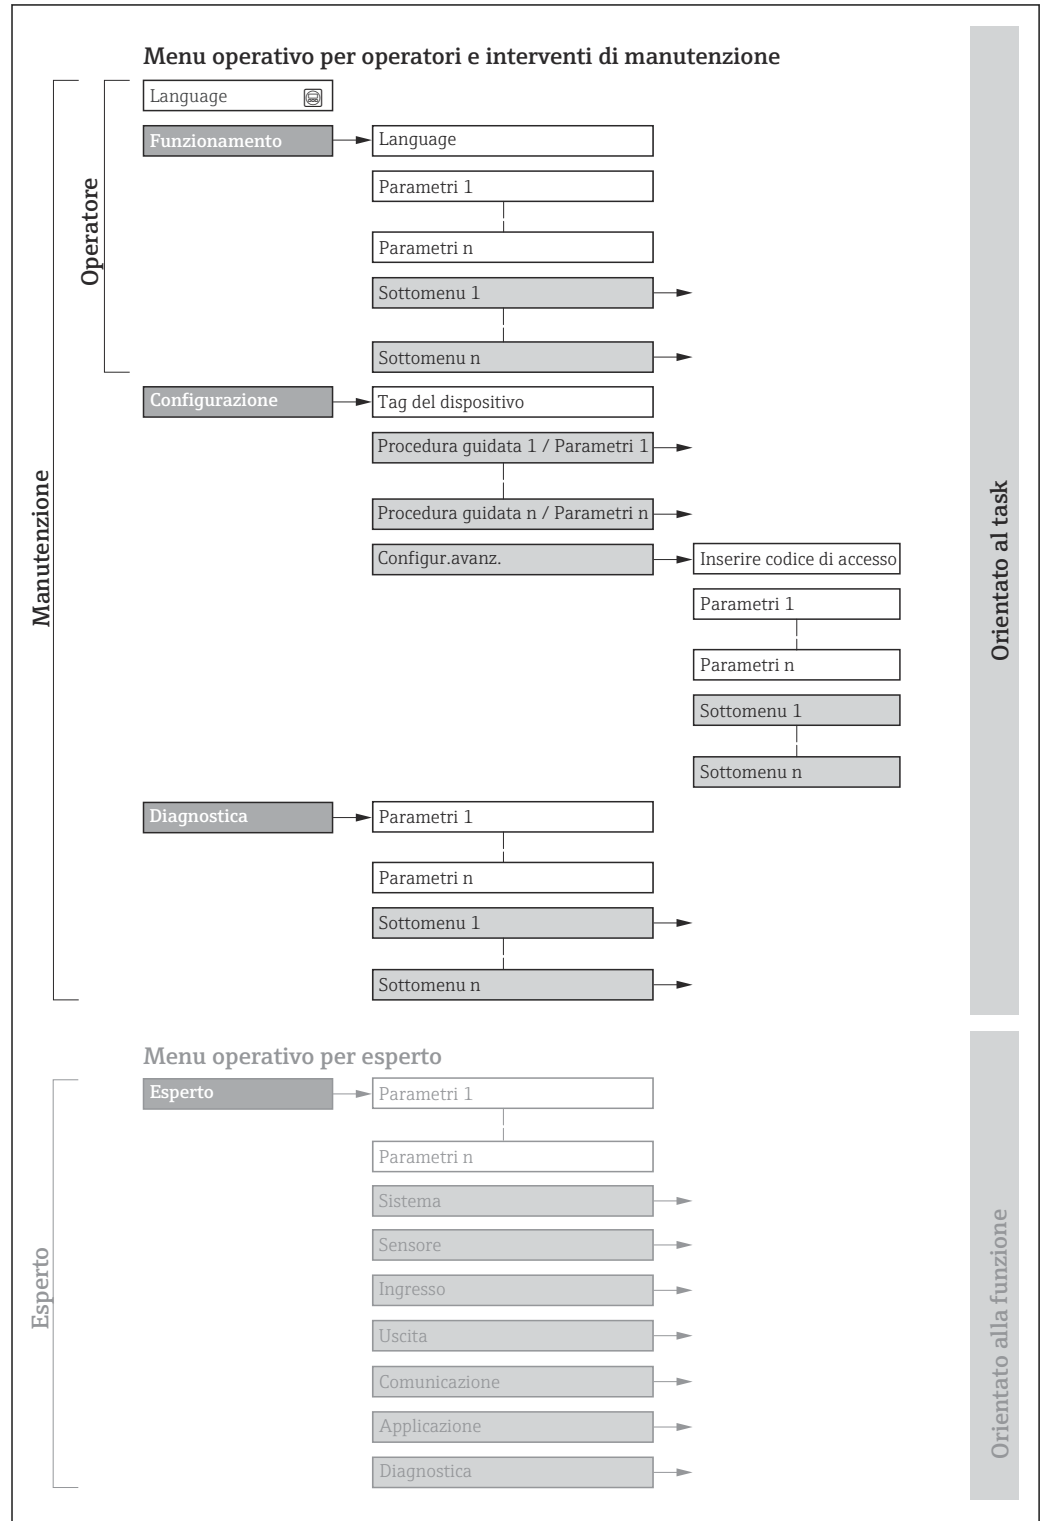 Menu operativo per operatori e interventi di manutenzione
Language
Funzionamento
Language
Parametri 1
Parametri n
Sottomenu 1
Sottomenu n
Operatore
Configurazione
Tag del dispositivo
Procedura guidata 1 / Parametri 1
Procedura guidata n / Parametri n
Configur.avanz.
Inserire codice di accesso
Parametri 1
Parametri n
Sottomenu 1
Sottomenu n
Manutenzione
Orientato al task
Diagnostica
Parametri 1
Parametri n
Sottomenu 1
Sottomenu n
Menu operativo per esperto
Esperto
Parametri 1
Parametri n
Sistema
Sensore
Ingresso
Uscita
Comunicazione
Applicazione
Diagnostica
Esperto
Orientato alla funzione